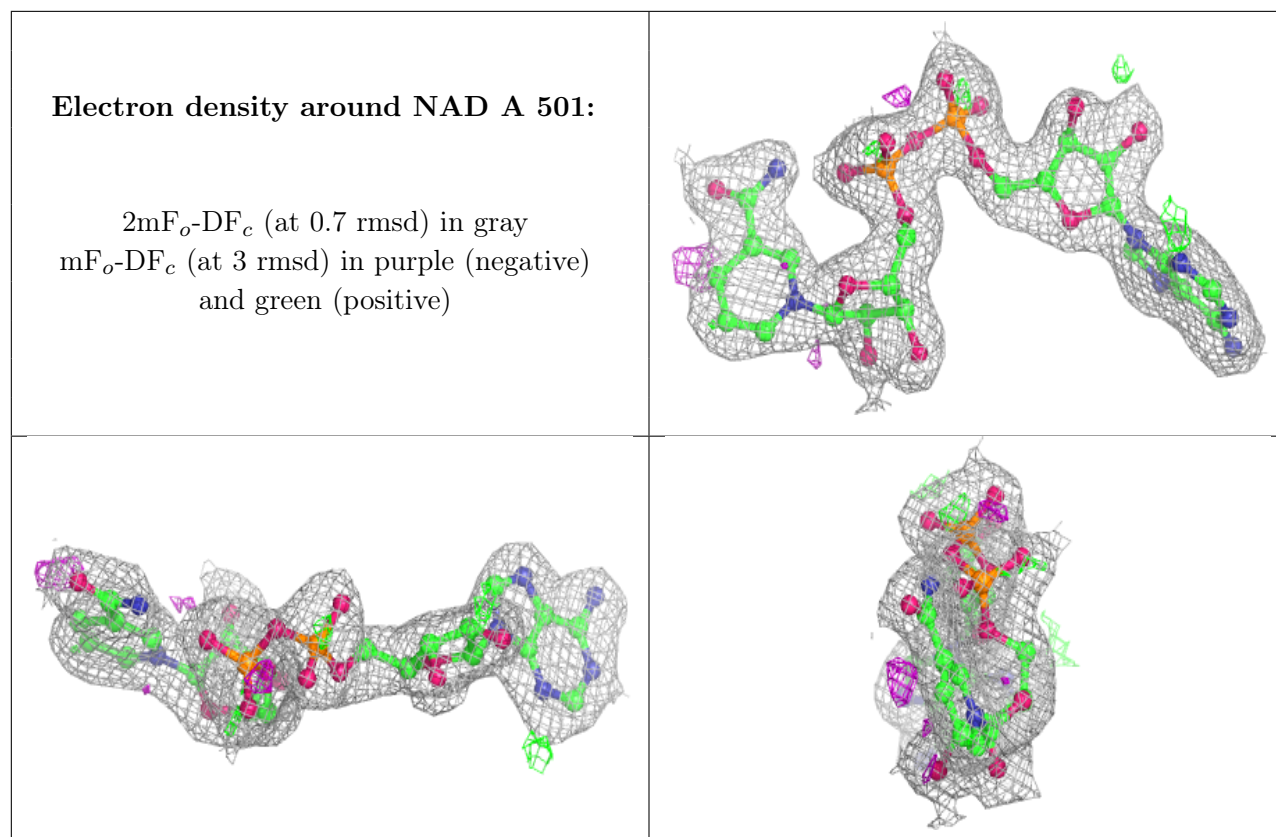 Electron density around NAD A 501:
2mFo-DFc (at 0.7 rmsd) in gray
mFo-DFc (at 3 rmsd) in purple (negative)
and green (positive)